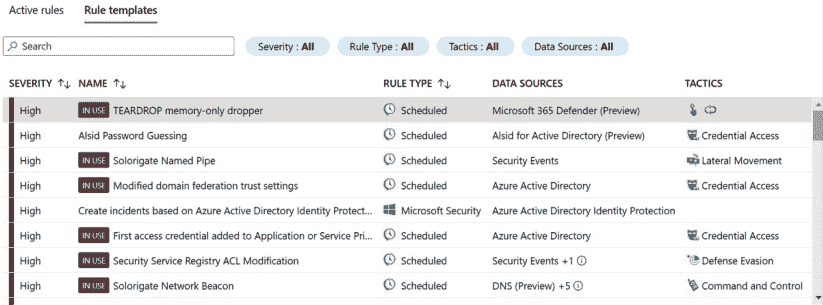 Active rules Rule templates
Search Severity : All Rule Type : All Tactics : All Data Sources : All
SEVERITY NAME RULE TYPE DATA SOURCES TACTICS
High IN USE TEARDROP memory-only dropper Scheduled Microsoft 365 Defender (Preview)
High Alsid Password Guessing Scheduled Alsid for Active Directory (Preview) Credential Access
High IN USE Solorigate Named Pipe Scheduled Security Events Lateral Movement
High IN USE Modified domain federation trust settings Scheduled Azure Active Directory Credential Access
High Create incidents based on Azure Active Directory Identity Protect... Microsoft Security Azure Active Directory Identity Protection
High IN USE First access credential added to Application or Service Pri... Scheduled Azure Active Directory Credential Access
High IN USE Security Service Registry ACL Modification Scheduled Security Events +1 Defense Evasion
High IN USE Solorigate Network Beacon Scheduled DNS (Preview) +5 Command and Control